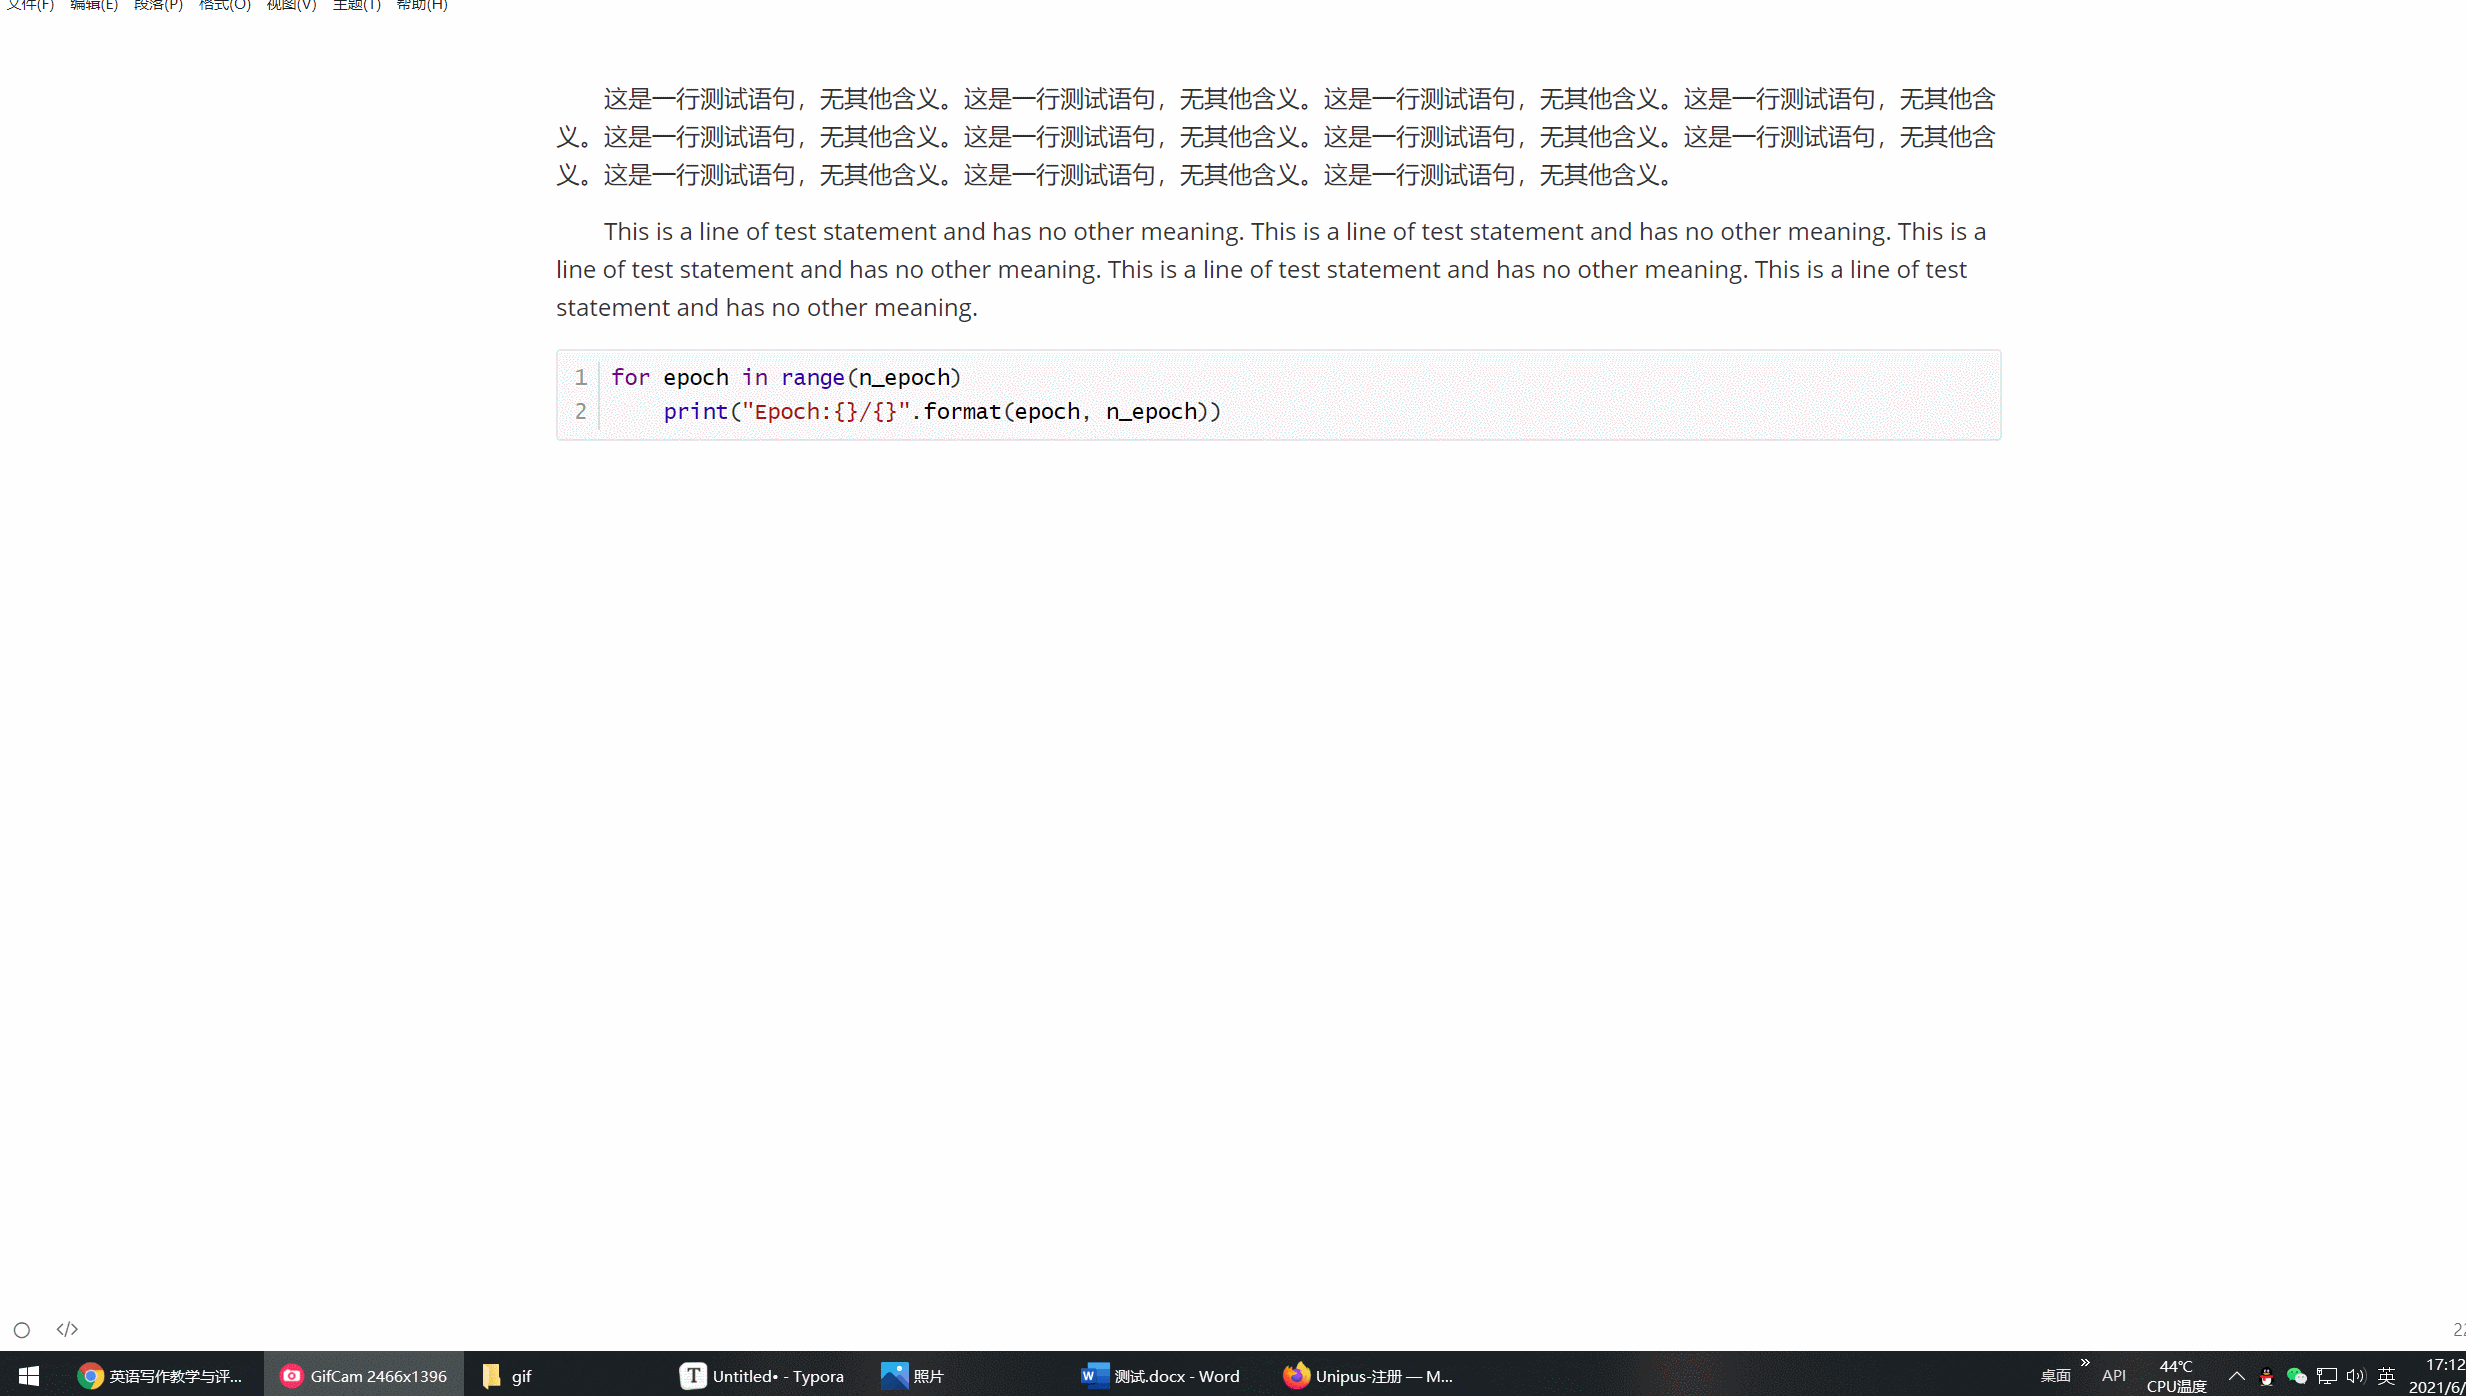 文件(F) 编辑(E) 段落(P) 格式(O) 视图(V) 主题(T) 帮助(H)
这是一行测试语句，无其他含义。这是一行测试语句，无其他含义。这是一行测试语句，无其他含义。这是一行测试语句，无其他含
义。这是一行测试语句，无其他含义。这是一行测试语句，无其他含义。这是一行测试语句，无其他含义。这是一行测试语句，无其他含
义。这是一行测试语句，无其他含义。这是一行测试语句，无其他含义。这是一行测试语句，无其他含义。
This is a line of test statement and has no other meaning. This is a line of test statement and has no other meaning. This is a
line of test statement and has no other meaning. This is a line of test statement and has no other meaning. This is a line of test
statement and has no other meaning.
1 for epoch in range(n_epoch)
2     print("Epoch:{}/{}".format(epoch, n_epoch))
</> 22
英语写作教学与评... GifCam 2466x1396 gif Untitled• - Typora 照片 测试.docx - Word Unipus-注册 — M... 桌面 » API 44℃ 英 17:12
CPU温度 2021/6/